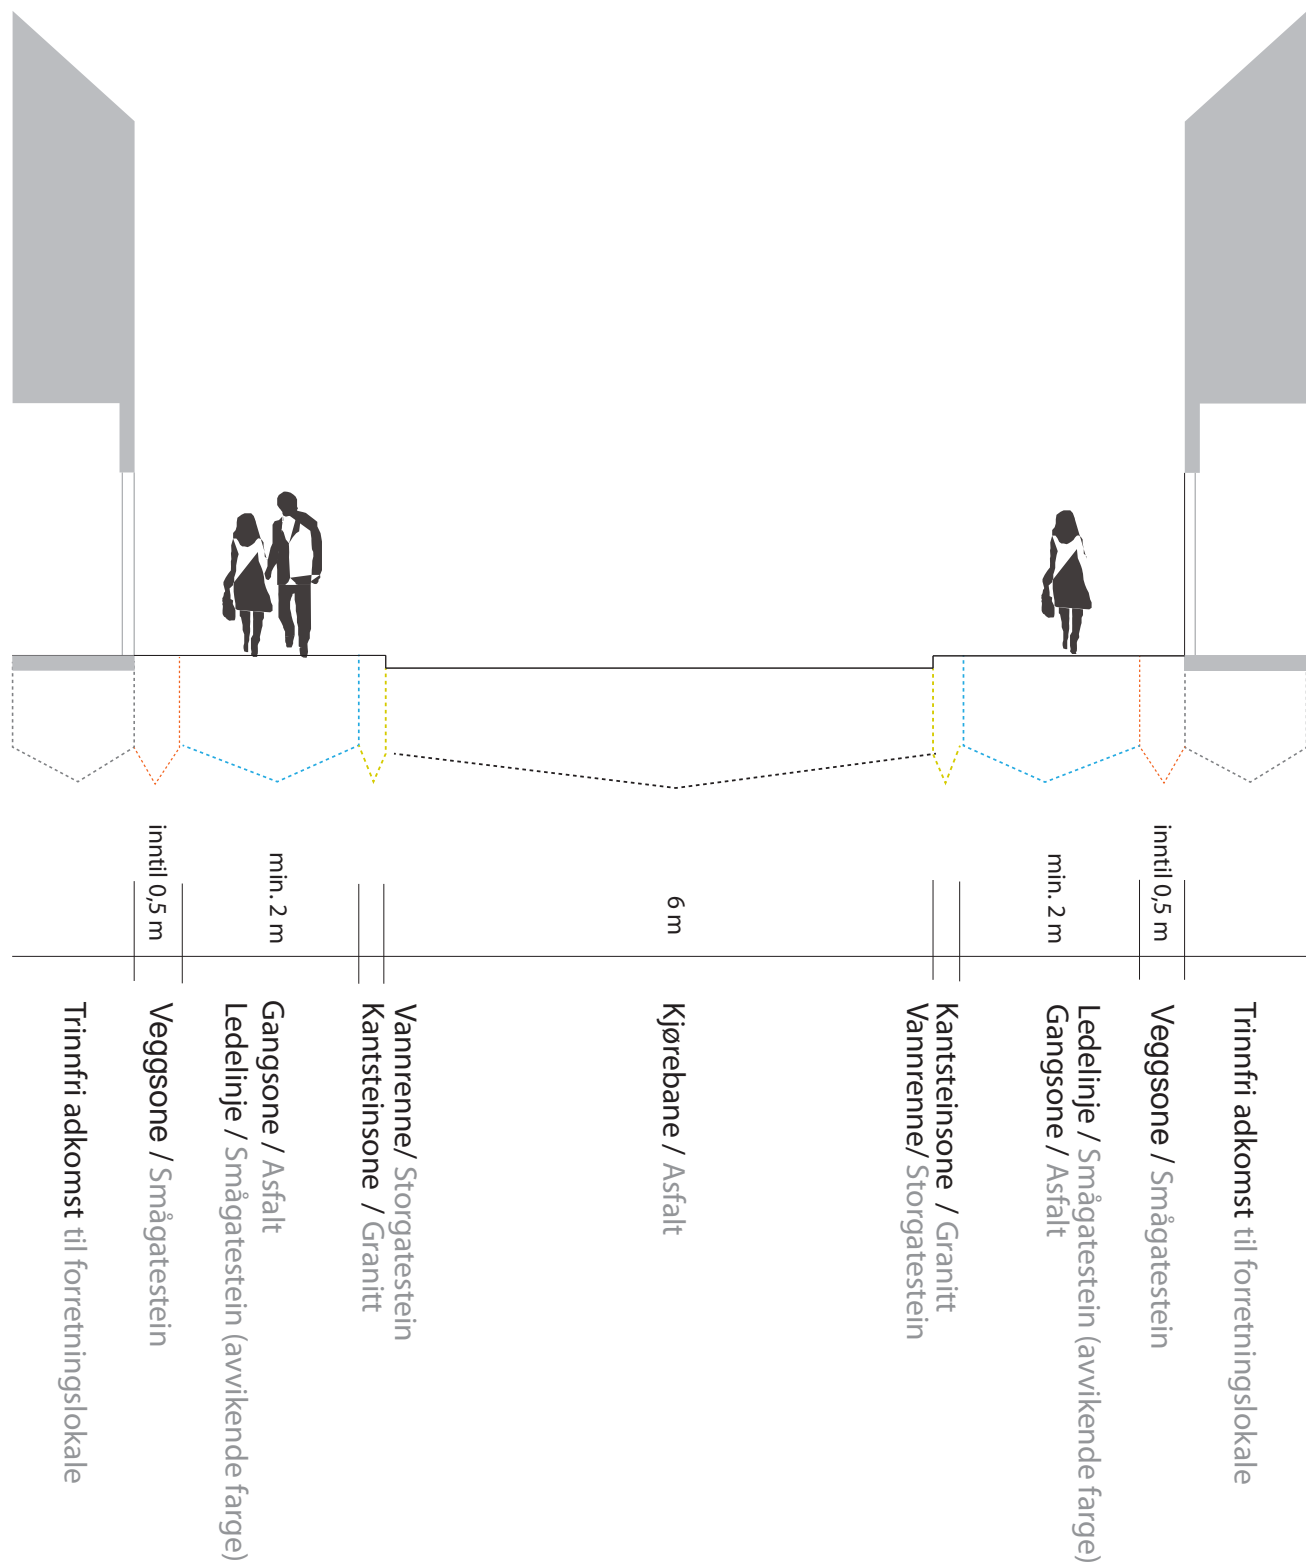 inntil 0,5 m
min. 2 m
6 m
min. 2 m
inntil 0,5 m
Trinnfri adkomst til forretningslokale
Veggsone / Smågatestein
Gangsone / Asfalt
Ledelinje / Smågatestein (avvikende farge)
Vannrenne/ Storgatestein
Kantsteinsone / Granitt
Kjørebane / Asfalt
Kantsteinsone / Granitt
Vannrenne/ Storgatestein
Ledelinje / Smågatestein (avvikende farge)
Gangsone / Asfalt
Veggsone / Smågatestein
Trinnfri adkomst til forretningslokale